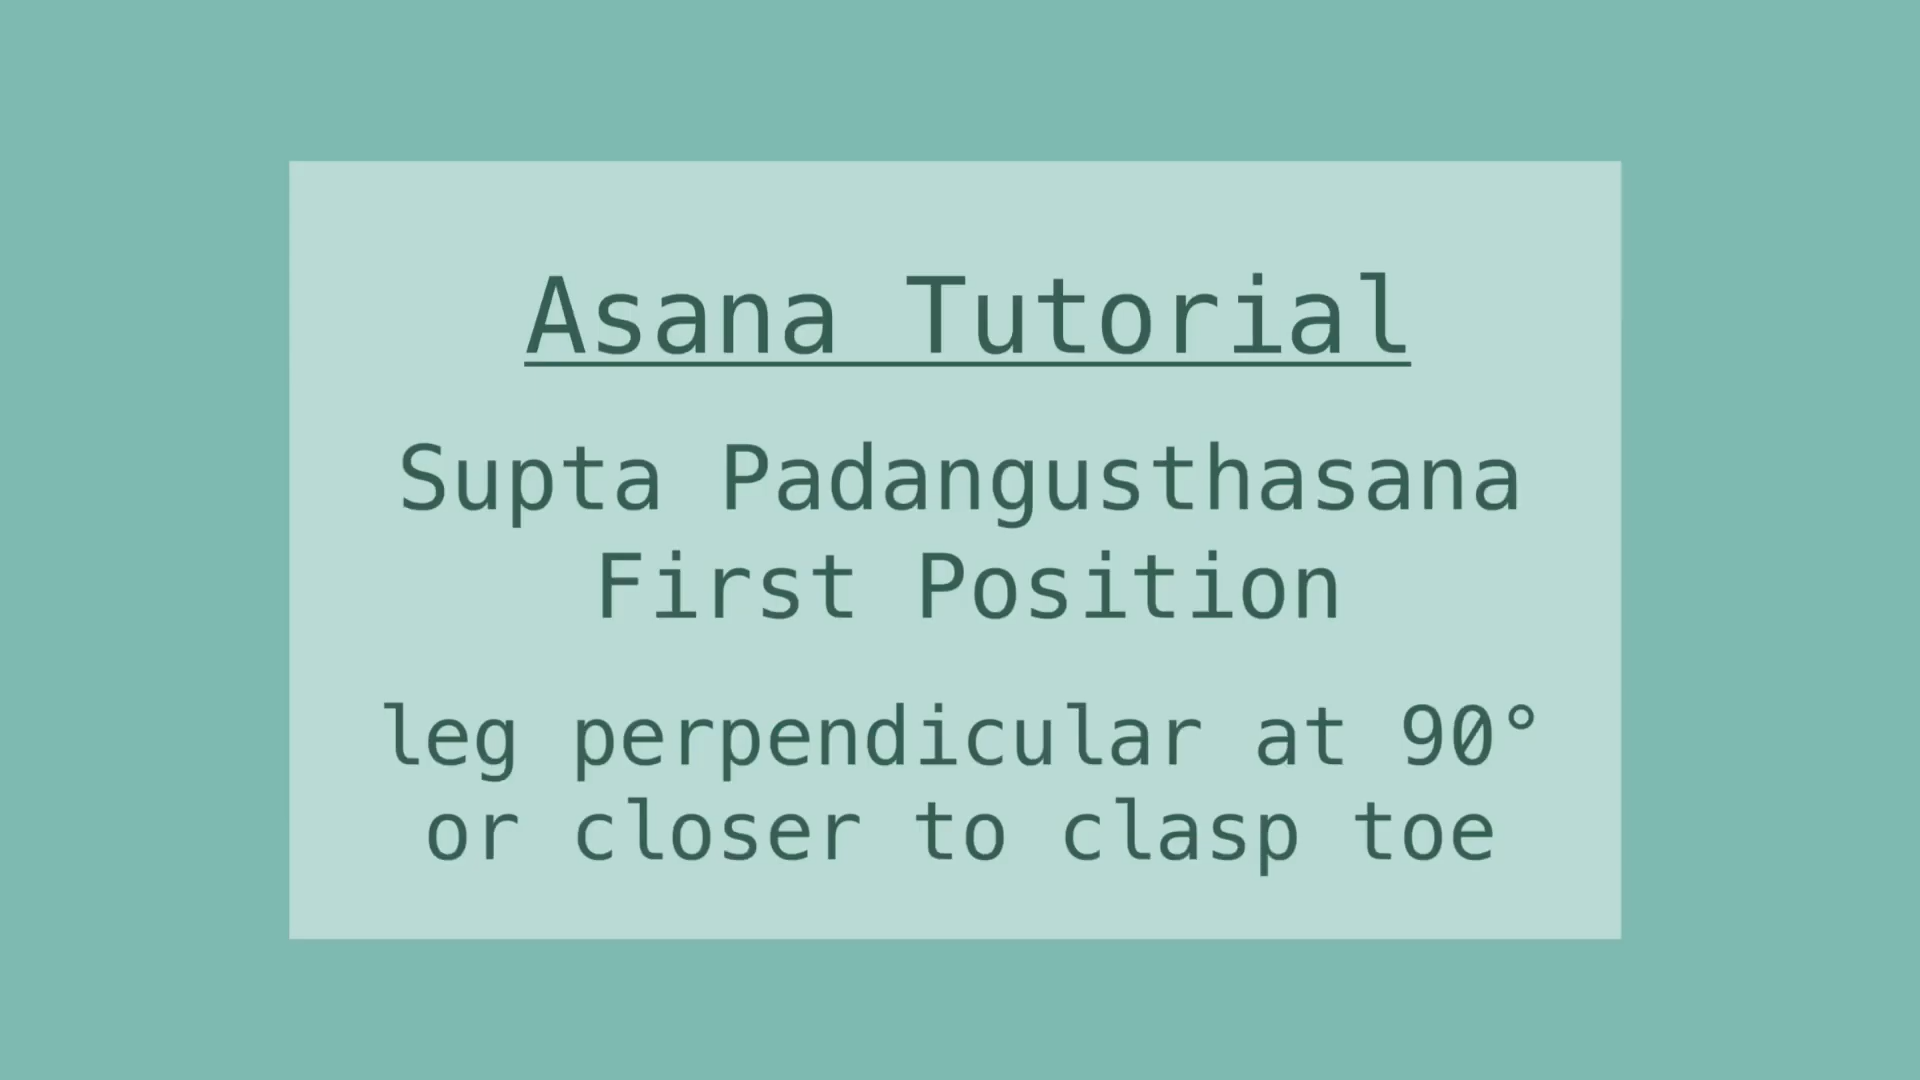 Asana Tutorial
Supta Padangusthasana
First Position
leg perpendicular at 90°
or closer to clasp toe